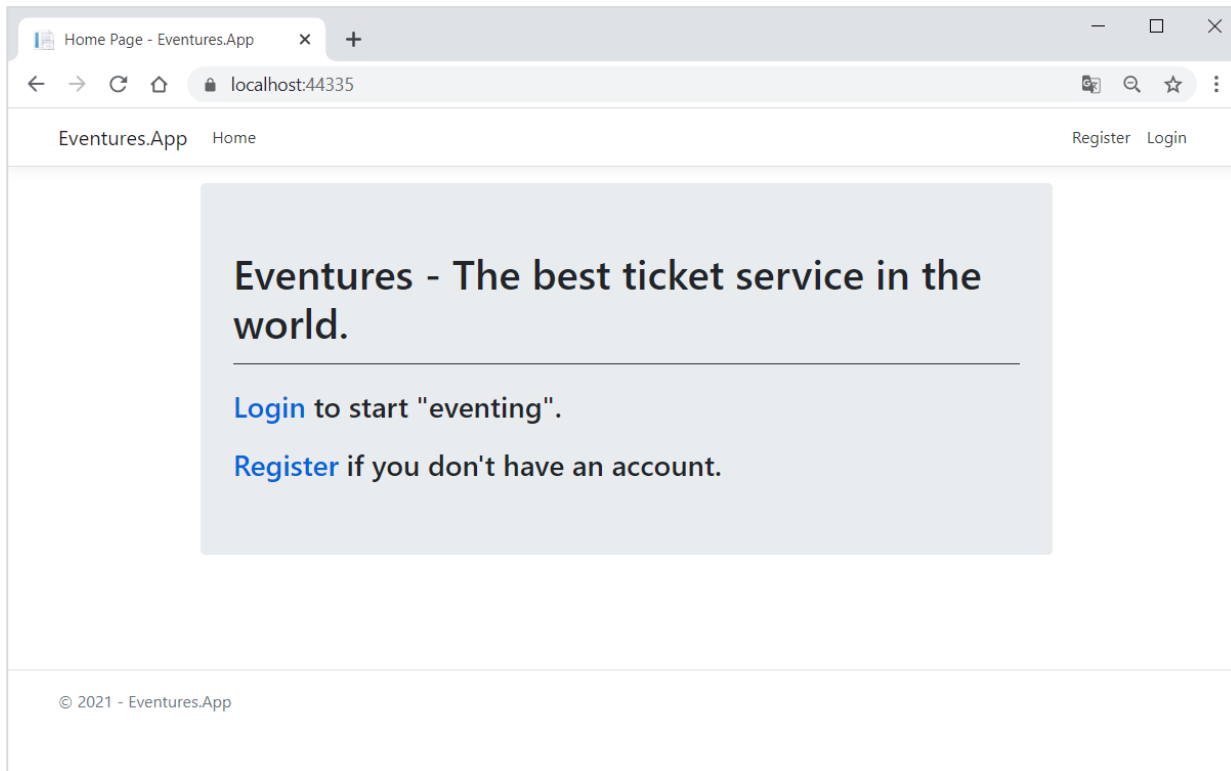 Home Page - Eventures.App
localhost:44335
Eventures.App Home Register Login
Eventures - The best ticket service in the
world.
Login to start "eventing".
Register if you don't have an account.
© 2021 - Eventures.App